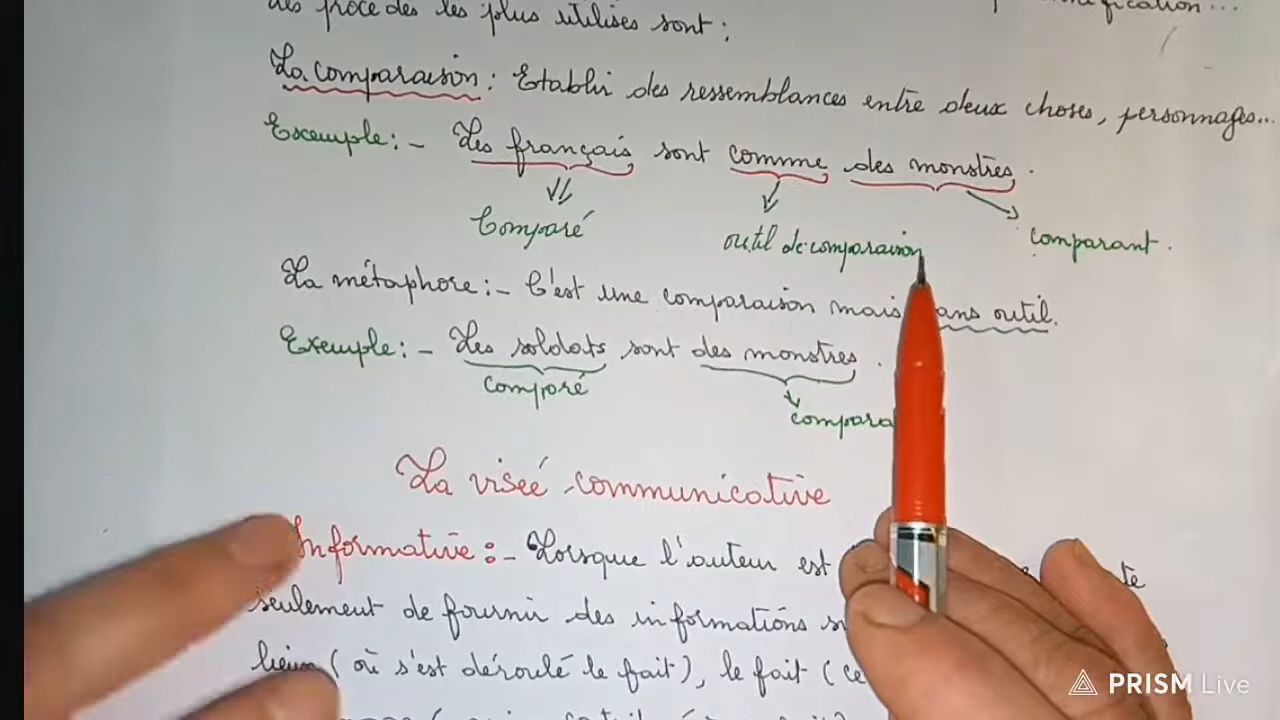 des procédés les plus utilisés sont :
La comparaison : Etablir des ressemblances entre deux choses, personnages...
Exemple : - Les français sont comme des monstres.
Comparé outil de comparaison comparant.
La métaphore : - C'est une comparaison mais sans outil.
Exemple : - Les soldats sont des monstres.
comparé
compara
La viseé communicative
Informative : - Lorsque l'auteur est
seulement de fournir des informations
lieux (où s'est déroulé le fait), le fait (ce
PRISM Live